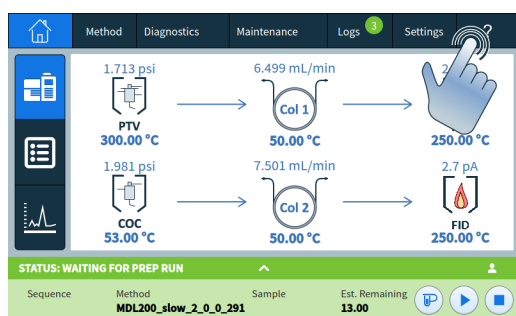 Method Diagnostics Maintenance Logs 3 Settings
1.713 psi 6.499 mL/min
Col 1
PTV
300.00 °C 50.00 °C 250.00 °C
1.981 psi 7.501 mL/min 2.7 pA
Col 2
COC FID
53.00 °C 50.00 °C 250.00 °C
STATUS: WAITING FOR PREP RUN
Sequence Method Sample Est. Remaining
MDL200_slow_2_0_0_291 13.00
P